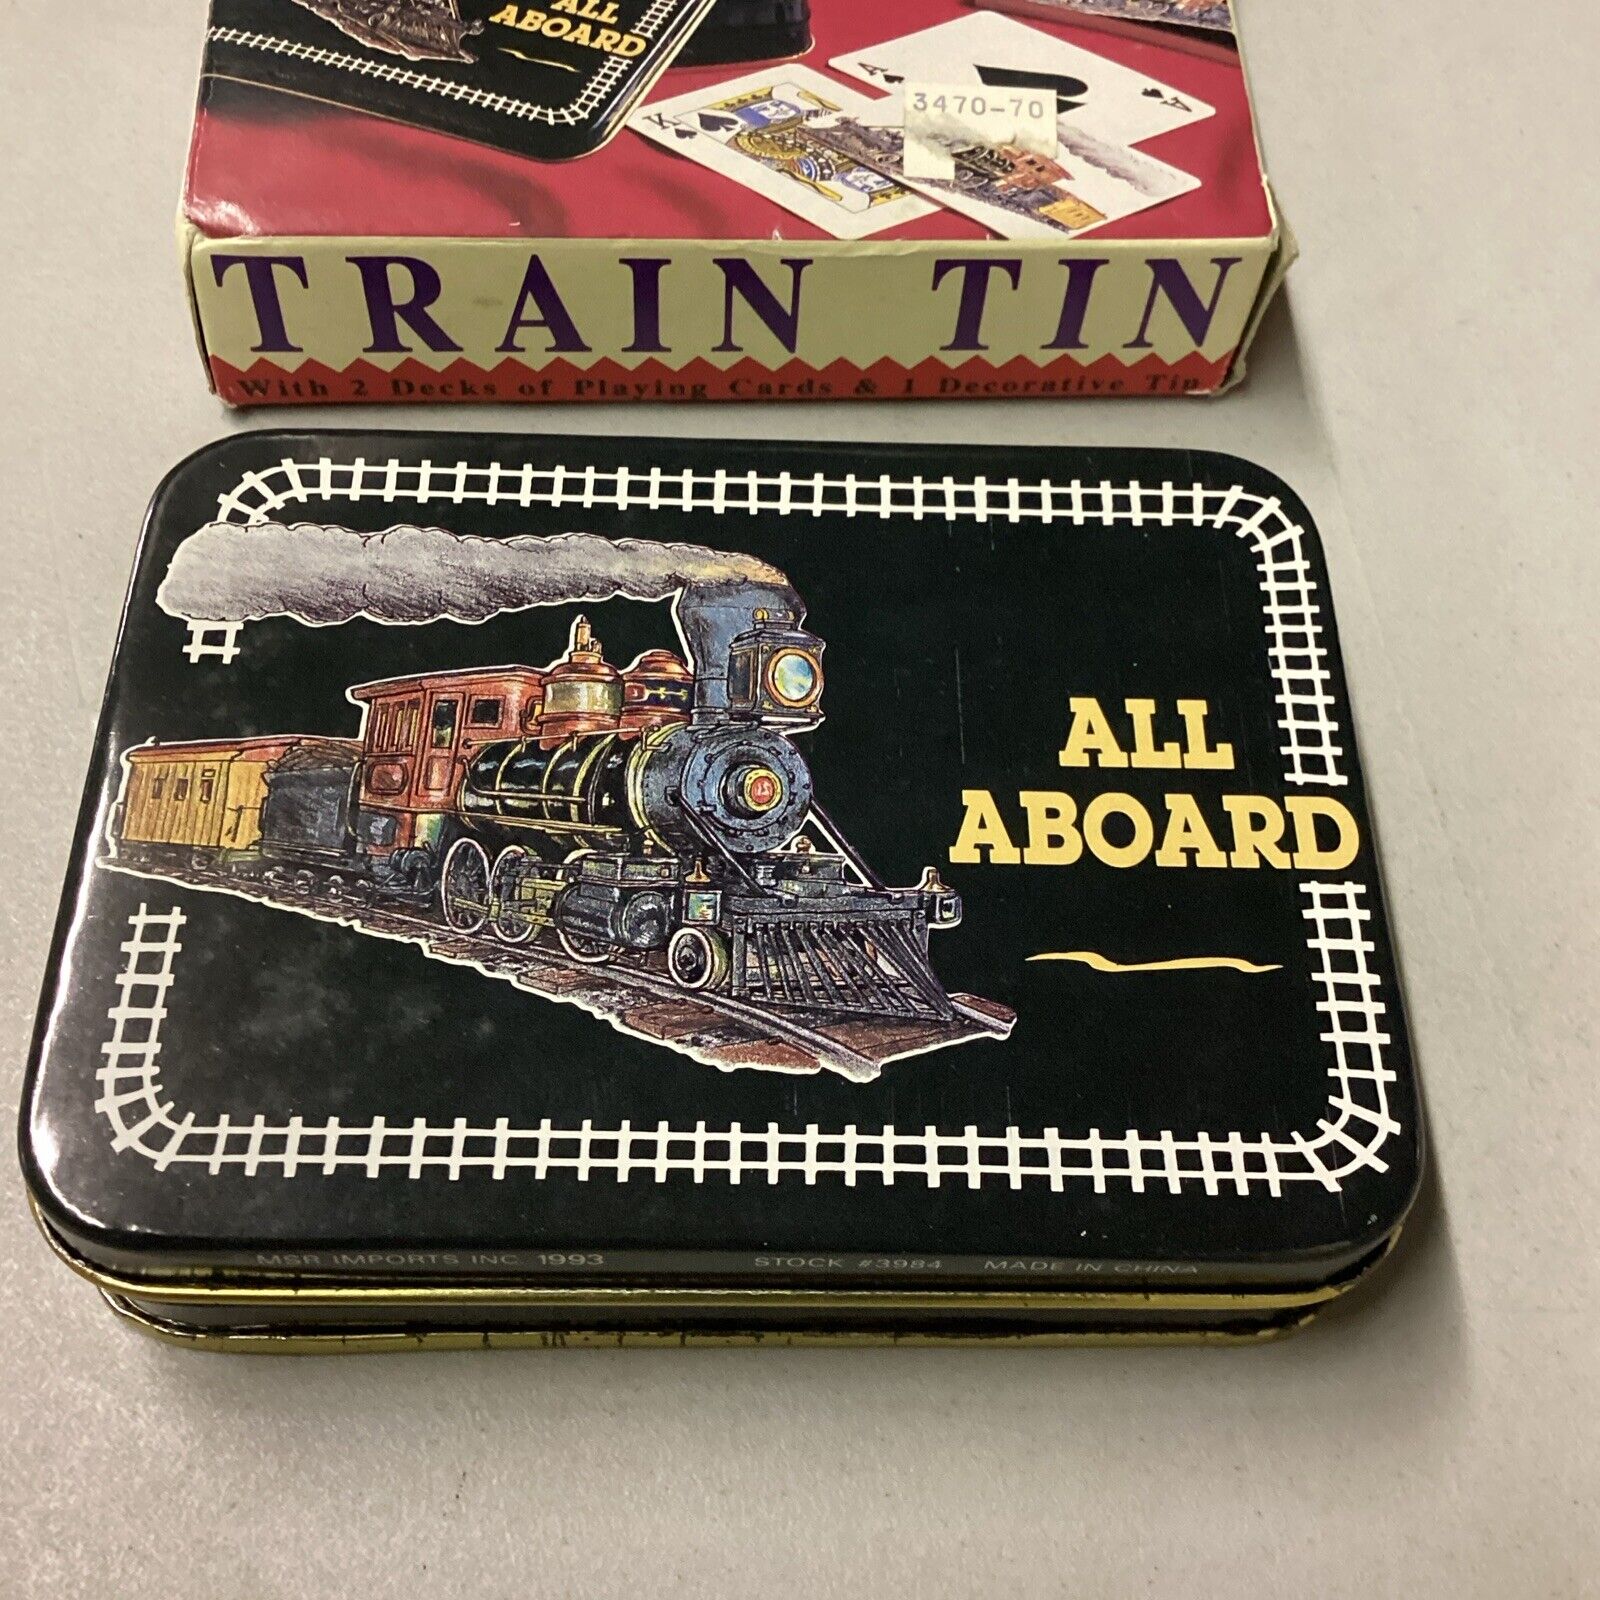 ALL
ABOARD
K
A
A
3470-70
TRAIN TIN
With 2 Decks of Playing Cards & 1 Decorative Tin
ALL
ABOARD
MSR IMPORTS INC. 1993 STOCK #3984 MADE IN CHINA